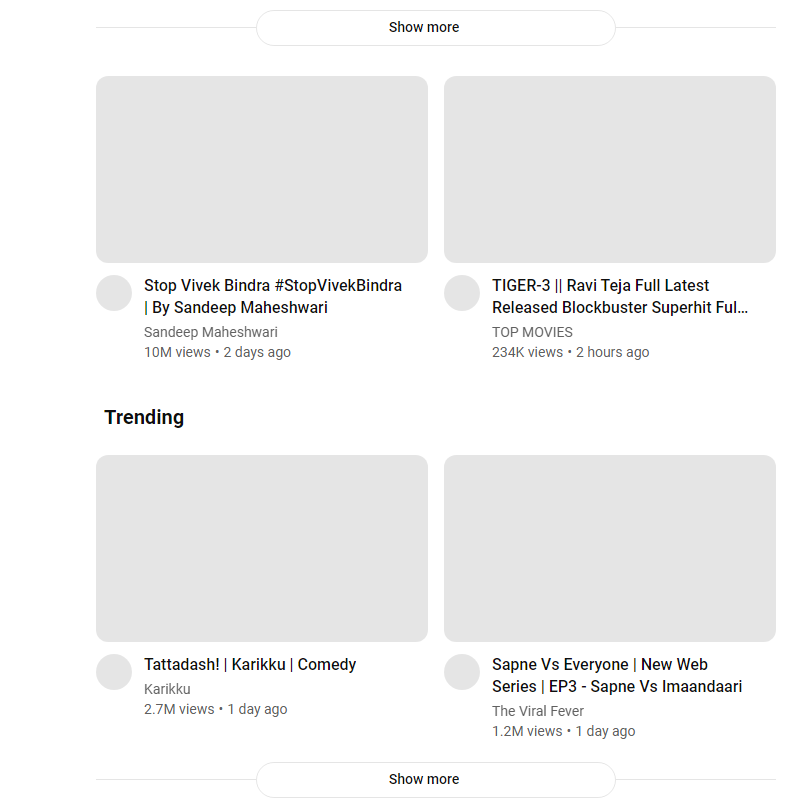 Show more
Stop Vivek Bindra #StopVivekBindra
| By Sandeep Maheshwari
Sandeep Maheshwari
10M views • 2 days ago
TIGER-3 || Ravi Teja Full Latest
Released Blockbuster Superhit Ful...
TOP MOVIES
234K views • 2 hours ago
Trending
Tattadash! | Karikku | Comedy
Karikku
2.7M views • 1 day ago
Sapne Vs Everyone | New Web
Series | EP3 - Sapne Vs Imaandaari
The Viral Fever
1.2M views • 1 day ago
Show more